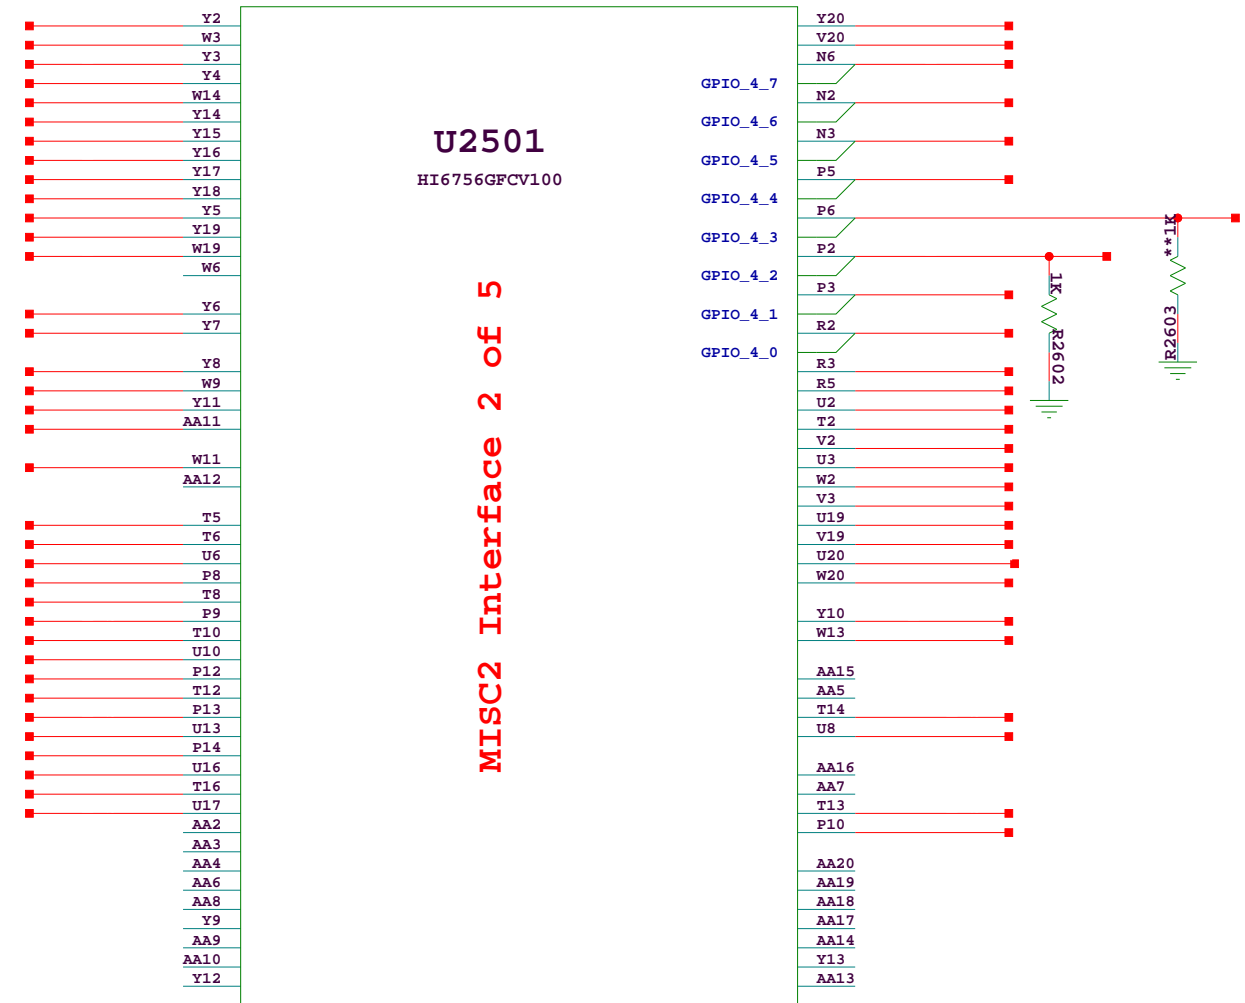 Y2
W3
Y3
Y4
W14
Y14
Y15
Y16
Y17
Y18
Y5
Y19
W19
W6
Y6
Y7
Y8
W9
Y11
AA11
W11
AA12
T5
T6
U6
P8
T8
P9
T10
U10
P12
T12
P13
U13
P14
U16
T16
U17
AA2
AA3
AA4
AA6
AA8
Y9
AA9
AA10
Y12
U2501
HI6756GFCV100
MISC2 Interface 2 of 5
GPIO_4_7
GPIO_4_6
GPIO_4_5
GPIO_4_4
GPIO_4_3
GPIO_4_2
GPIO_4_1
GPIO_4_0
Y20
V20
N6
N2
N3
P5
P6
P2
P3
R2
R3
R5
U2
T2
V2
U3
W2
V3
U19
V19
U20
W20
Y10
W13
AA15
AA5
T14
U8
AA16
AA7
T13
P10
AA20
AA19
AA18
AA17
AA14
Y13
AA13
1K
R2602
**1K
R2603